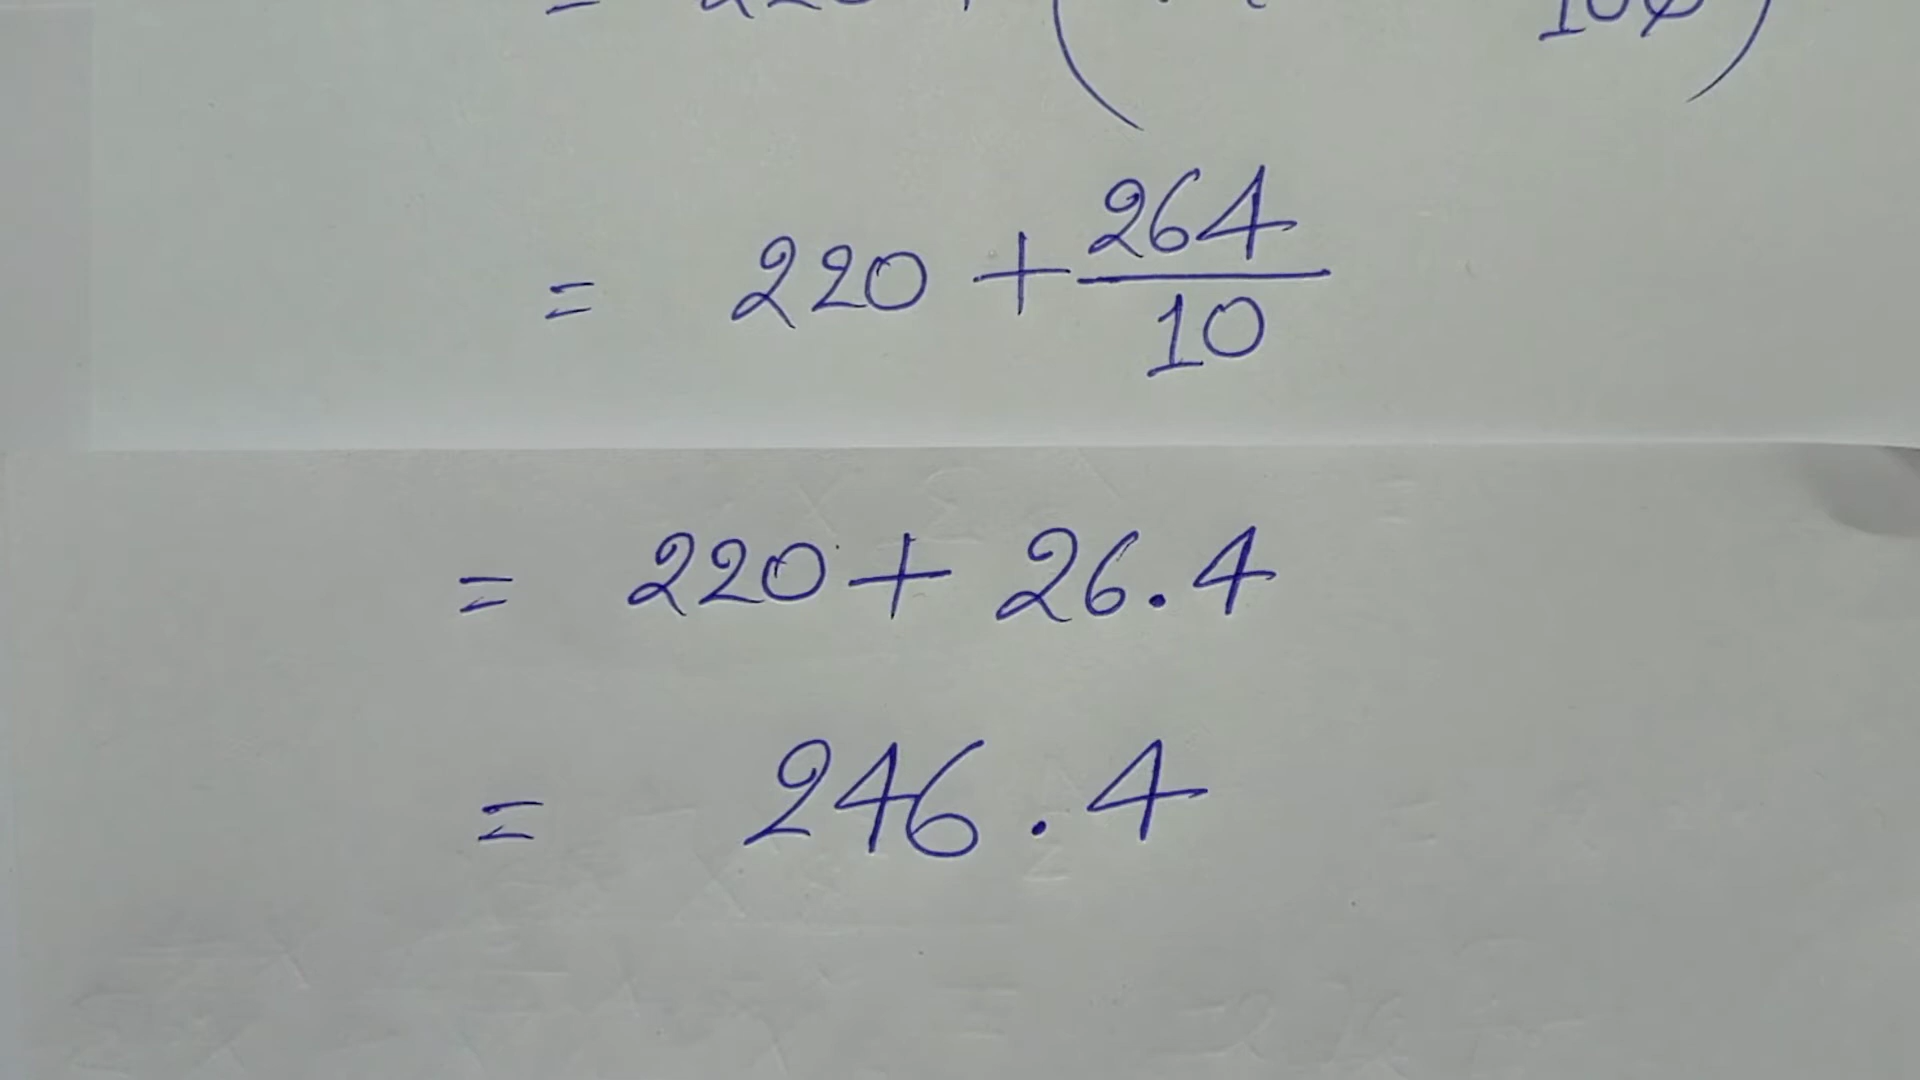 = 220 + 264/10
= 220 + 26.4
= 246.4